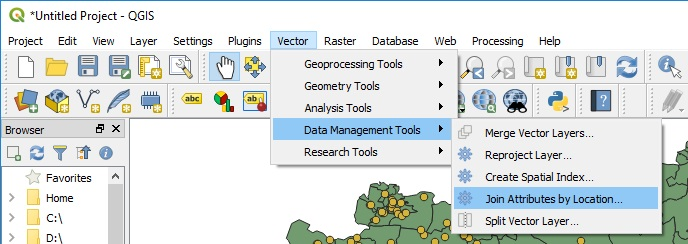 *Untitled Project - QGIS
Project Edit View Layer Settings Plugins Vector Raster Database Web Processing Help
Geoprocessing Tools
Geometry Tools
abc
Analysis Tools
Browser
Data Management Tools
Merge Vector Layers...
Research Tools
Reproject Layer...
Favorites
Create Spatial Index...
Home
Join Attributes by Location...
C:\
Split Vector Layer...
D:\